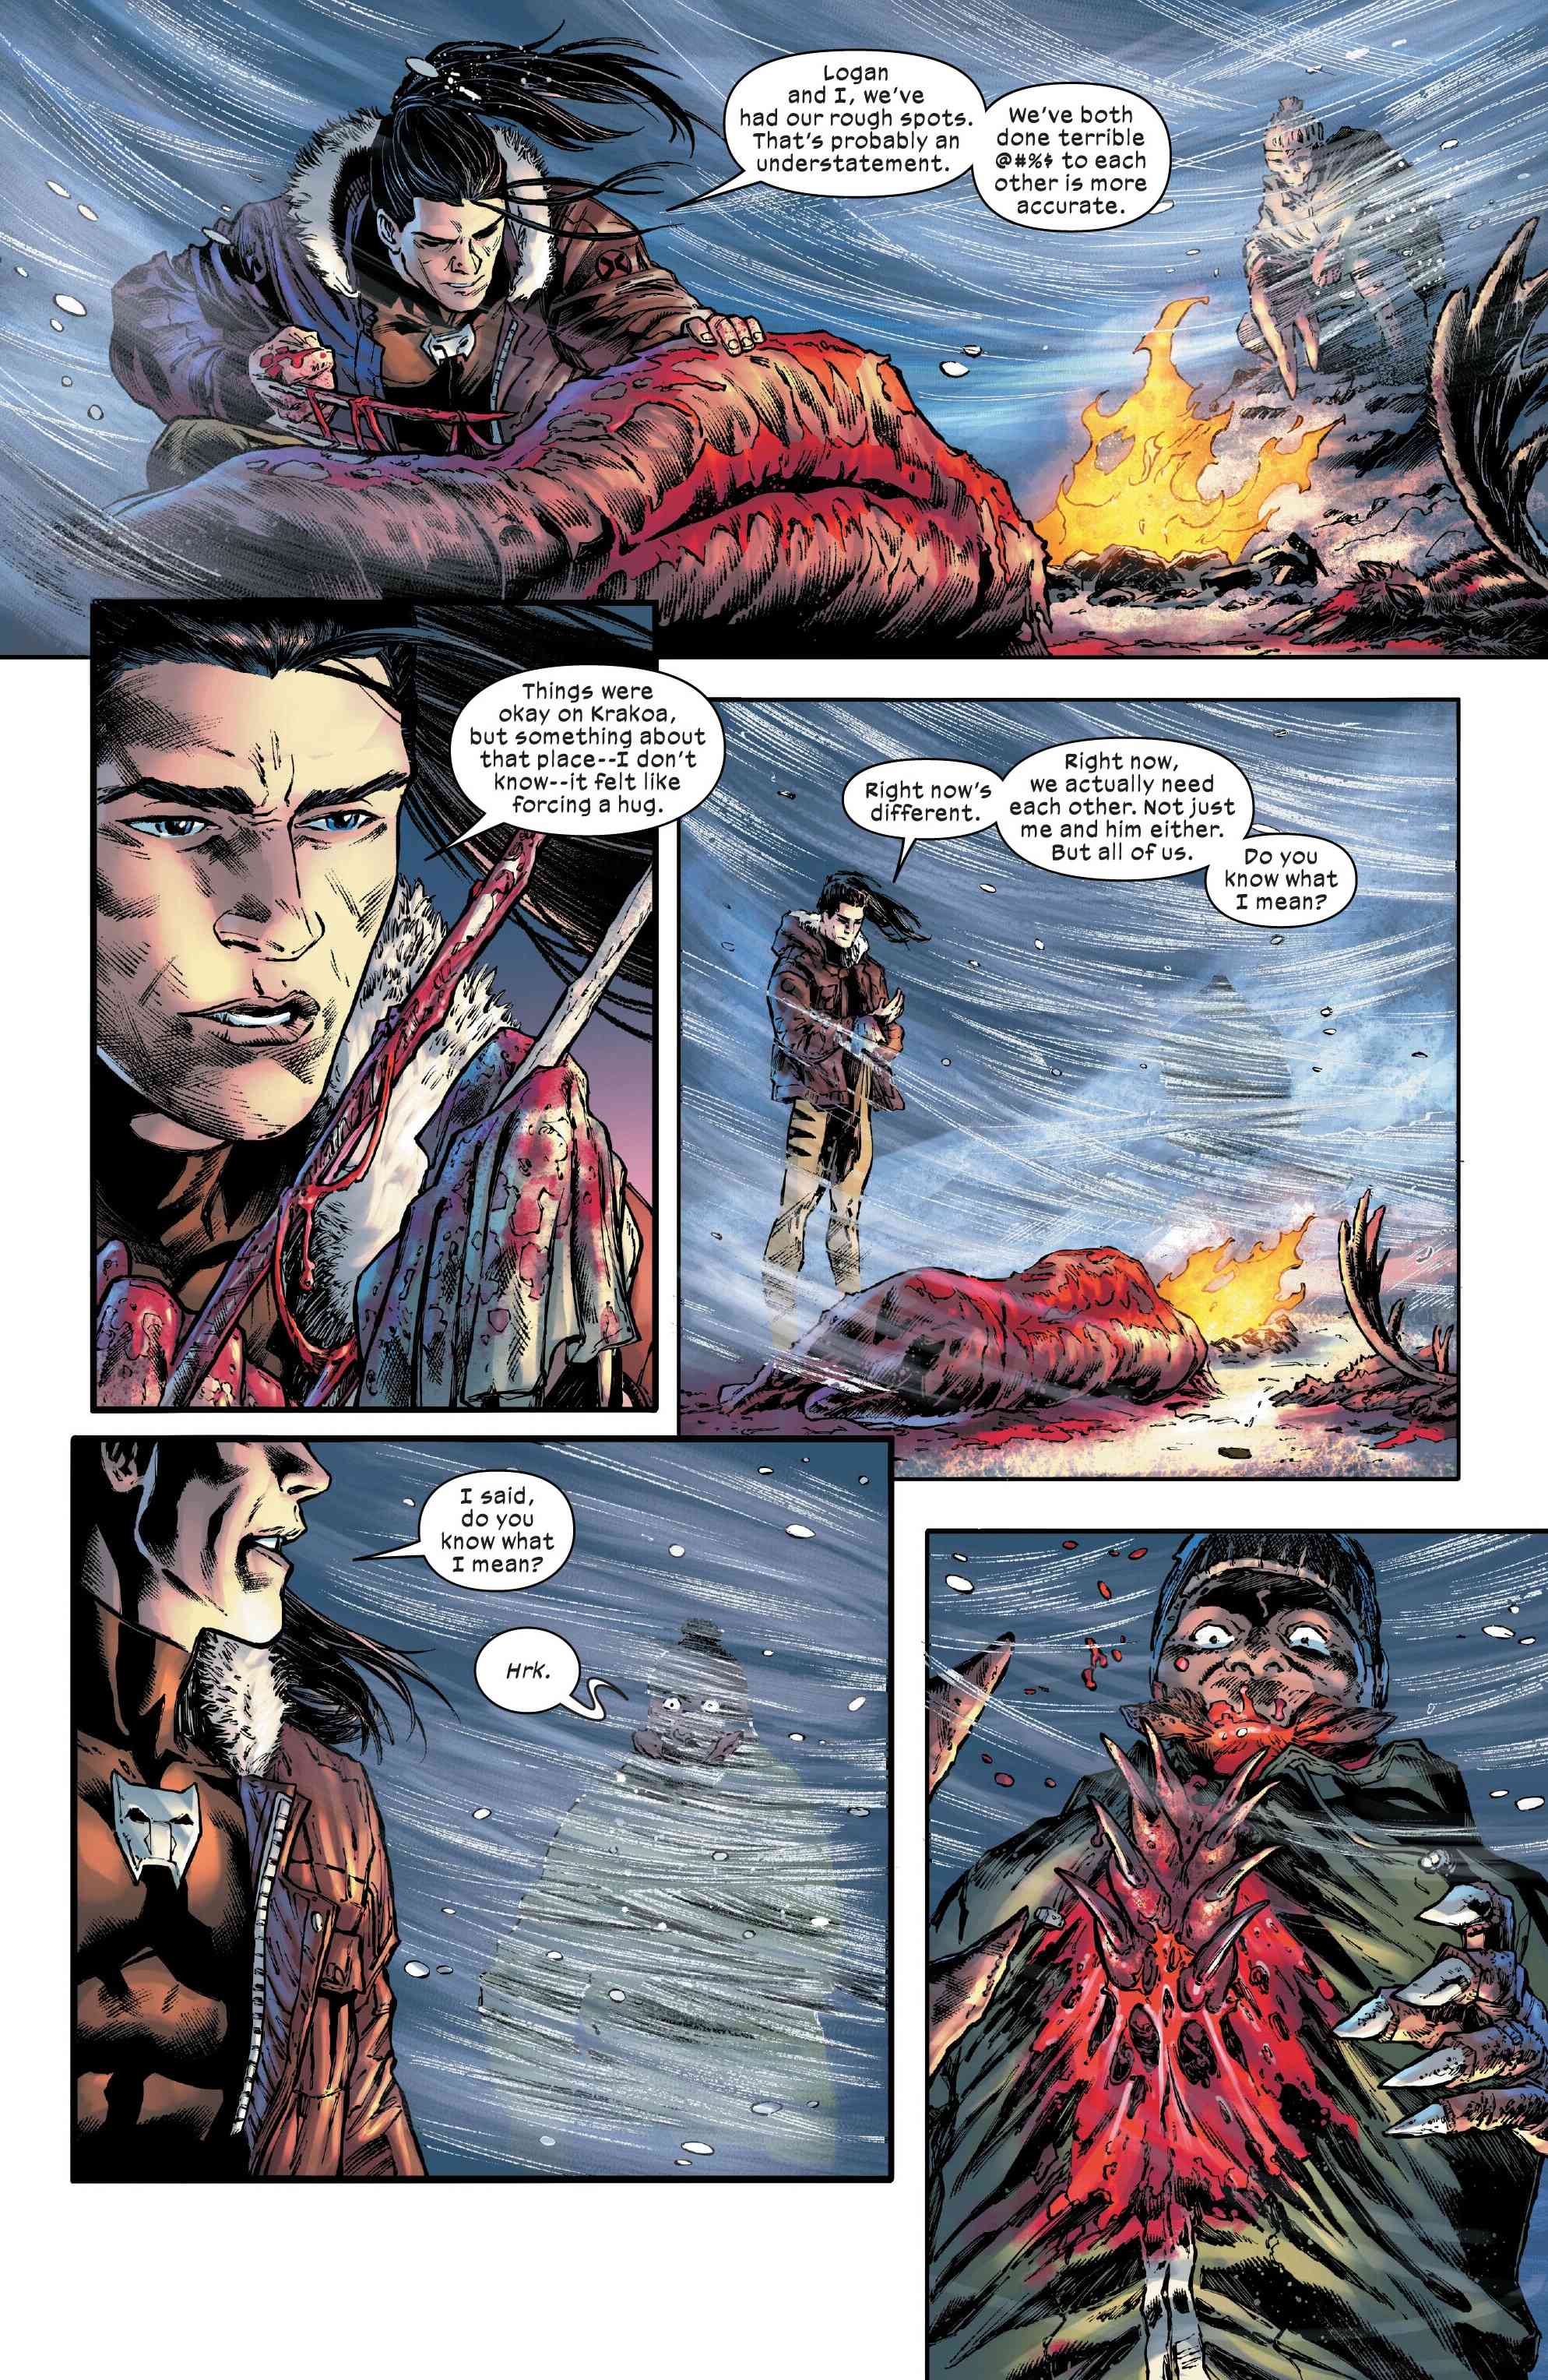 Logan
and I, we've
had our rough spots.
That's probably an
understatement.
We've both
done terrible
@#%$ to each
other is more
accurate.
Things were
okay on Krakoa,
but something about
that place--I don't
know--it felt like
forcing a hug.
Right now's
different.
Right now,
we actually need
each other. Not just
me and him either.
But all of us.
Do you
know what
I mean?
I said,
do you
know what
I mean?
Hrk.